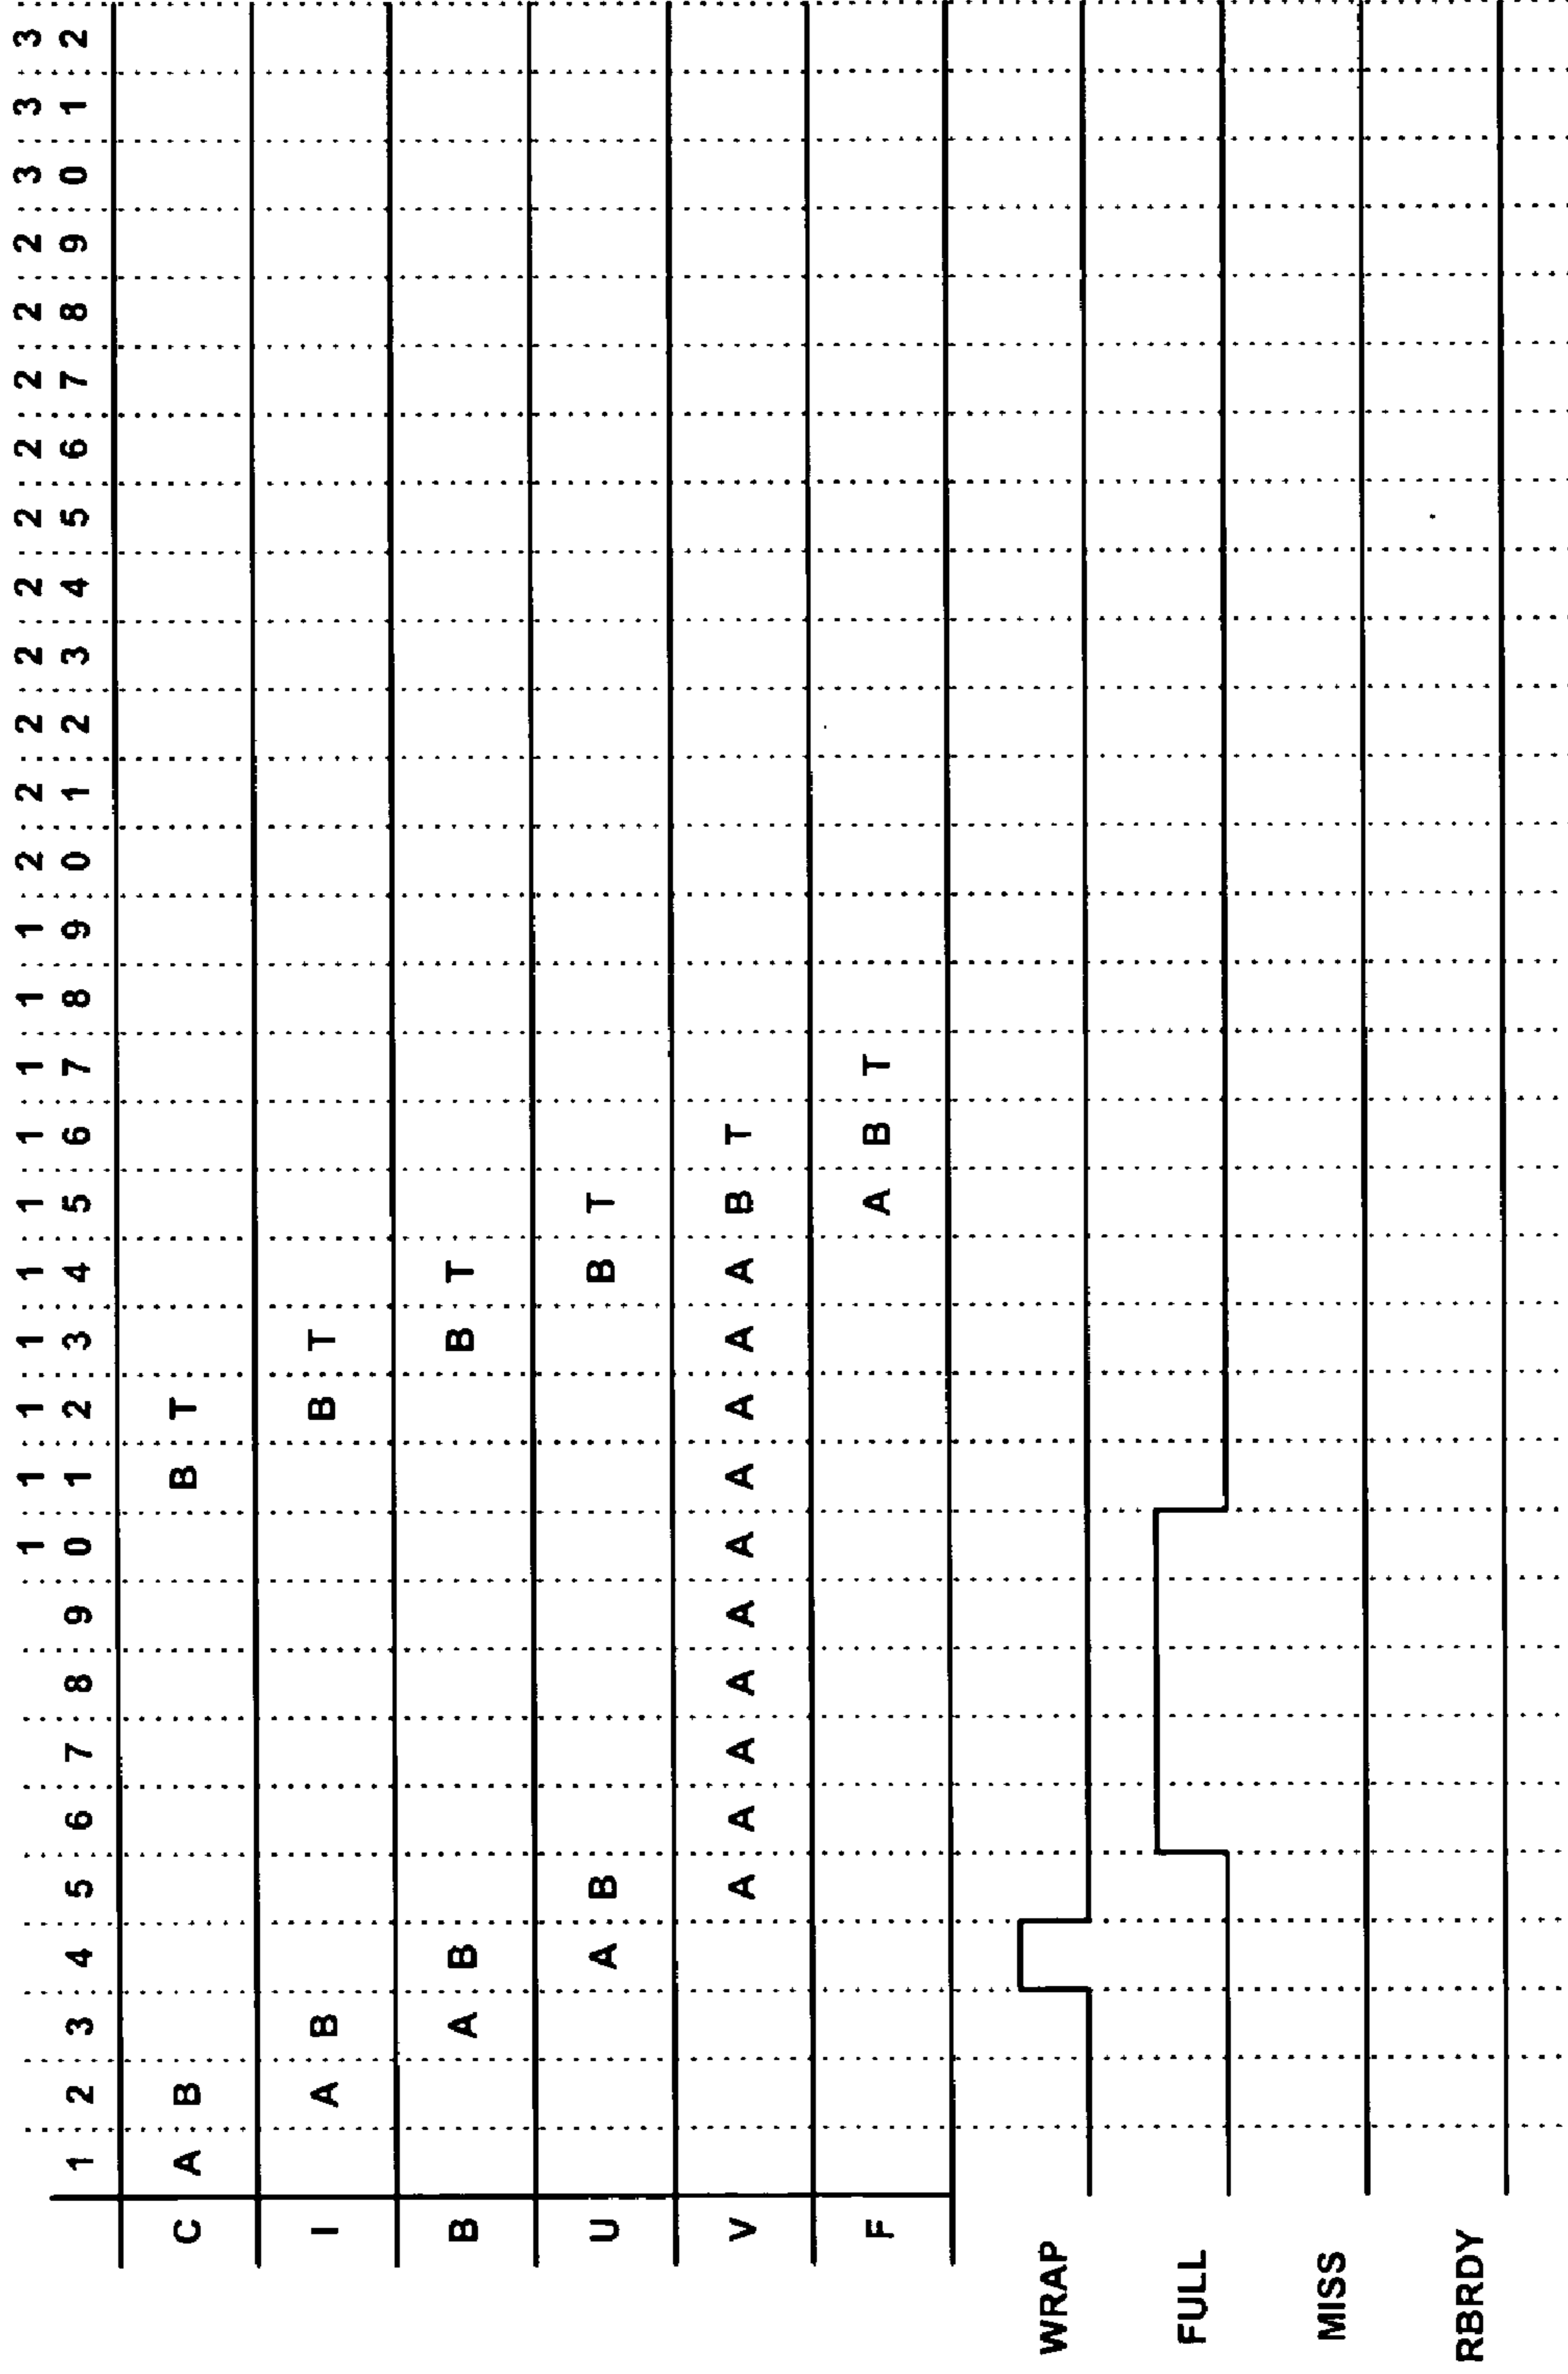 1 1 1 1 1 1 1 1 1 1 2 2 2 2 2 2 2 2 2 2 3 3 3
1 2 3 4 5 6 7 8 9 0 1 2 3 4 5 6 7 8 9 0 1 2 3 4 5 6 7 8 9 0 1 2
C A B B T
I A B B T
B A B B T
U A B B T
V A A A A A A A A A A B T
F A B T
WRAP
FULL
MISS
RBRDY